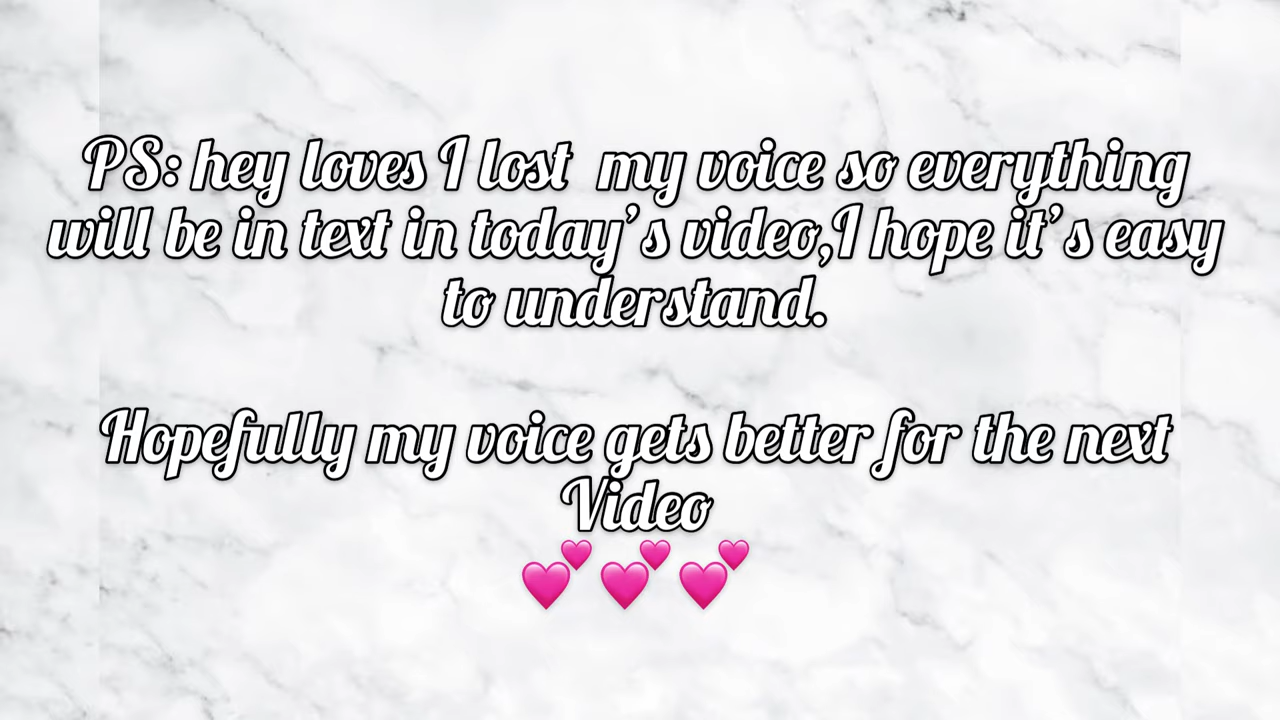 PS: hey loves I lost  my voice so everything
will be in text in today’s video,I hope it’s easy
to understand.
Hopefully my voice gets better for the next
Video
💕💕💕